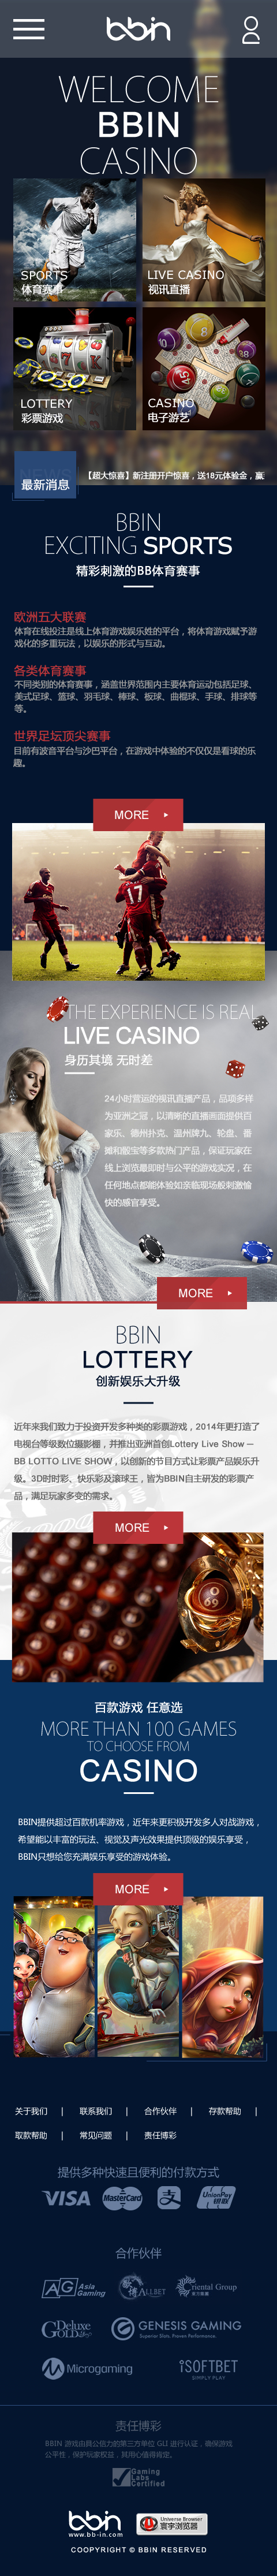 bbin
WELCOME
BBIN
CASINO
SPORTS
体育赛事
LIVE CASINO
视讯直播
LOTTERY
彩票游戏
CASINO
电子游艺
NEWS
最新消息
【超大惊喜】新注册开户惊喜，送18元体验金，赢
BBIN
EXCITING SPORTS
精彩刺激的BB体育赛事
欧洲五大联赛
体育在线投注是线上体育游戏娱乐性的平台，将体育游戏赋予游
戏化的多重玩法，以娱乐的形式与互动。
各类体育赛事
不同类别的体育赛事，涵盖世界范围内主要体育运动包括足球、
美式足球、篮球、羽毛球、棒球、板球、曲棍球、手球、排球等
等。
世界足坛顶尖赛事
目前有波音平台与沙巴平台，在游戏中体验的不仅仅是看球的乐
趣。
MORE
17
THE EXPERIENCE IS REAL
LIVE CASINO
身历其境 无时差
24小时营运的视讯直播产品，品项多样
为亚洲之冠，以清晰的直播画面提供百
家乐、德州扑克、温州牌九、轮盘、番
摊和骰宝等多款热门产品，保证玩家在
线上浏览最即时与公平的游戏实况，在
任何地点都能体验如亲临现场般刺激愉
快的感官享受。
MORE
BBIN
LOTTERY
创新娱乐大升级
近年来我们致力于投资开发多种类的彩票游戏，2014年更打造了
电视台等级数位摄影棚，并推出亚洲首创Lottery Live Show ─
BB LOTTO LIVE SHOW，以创新的节目方式让彩票产品娱乐升
级。3D时时彩、快乐彩及滚球王，皆为BBIN自主研发的彩票产
品，满足玩家多变的需求。
MORE
百款游戏 任意选
MORE THAN 100 GAMES
TO CHOOSE FROM
CASINO
BBIN提供超过百款机率游戏，近年来更积极开发多人对战游戏，
希望能以丰富的玩法、视觉及声光效果提供顶级的娱乐享受，
BBIN只想给您充满娱乐享受的游戏体验。
MORE
关于我们 | 联系我们 | 合作伙伴 | 存款帮助 |
取款帮助 | 常见问题 | 责任博彩
提供多种快速且便利的付款方式
VISA MasterCard 支 UnionPay 银联
合作伙伴
AG Asia Gaming ALLBET Oriental Group
GDeluxe GENESIS GAMING
Superior Slots, Proven Performance.
Microgaming iSOFTBET
SIMPLY PLAY
责任博彩
BBIN 游戏由具公信力的第三方单位 GLI 进行认证，确保游戏
公平性，保护玩家权益，其用心值得肯定。
Gaming
Labs
Certified
bbin Universe Browser
www.bb-in.com 寰宇浏览器
COOPYRIGHT © BBIN RESERVED